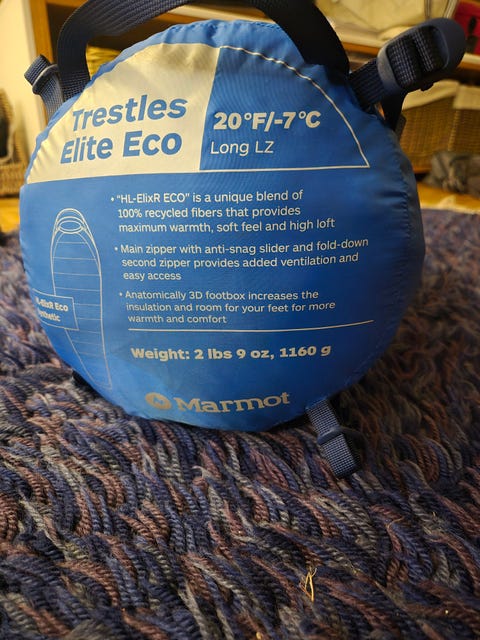 Trestles
Elite Eco
20°F/-7°C
Long LZ
• "HL-ElixR ECO" is a unique blend of
100% recycled fibers that provides
maximum warmth, soft feel and high loft
• Main zipper with anti-snag slider and fold-down
second zipper provides added ventilation and
easy access
• Anatomically 3D footbox increases the
insulation and room for your feet for more
warmth and comfort
Eco
Weight: 2 lbs 9 oz, 1160 g
Marmot